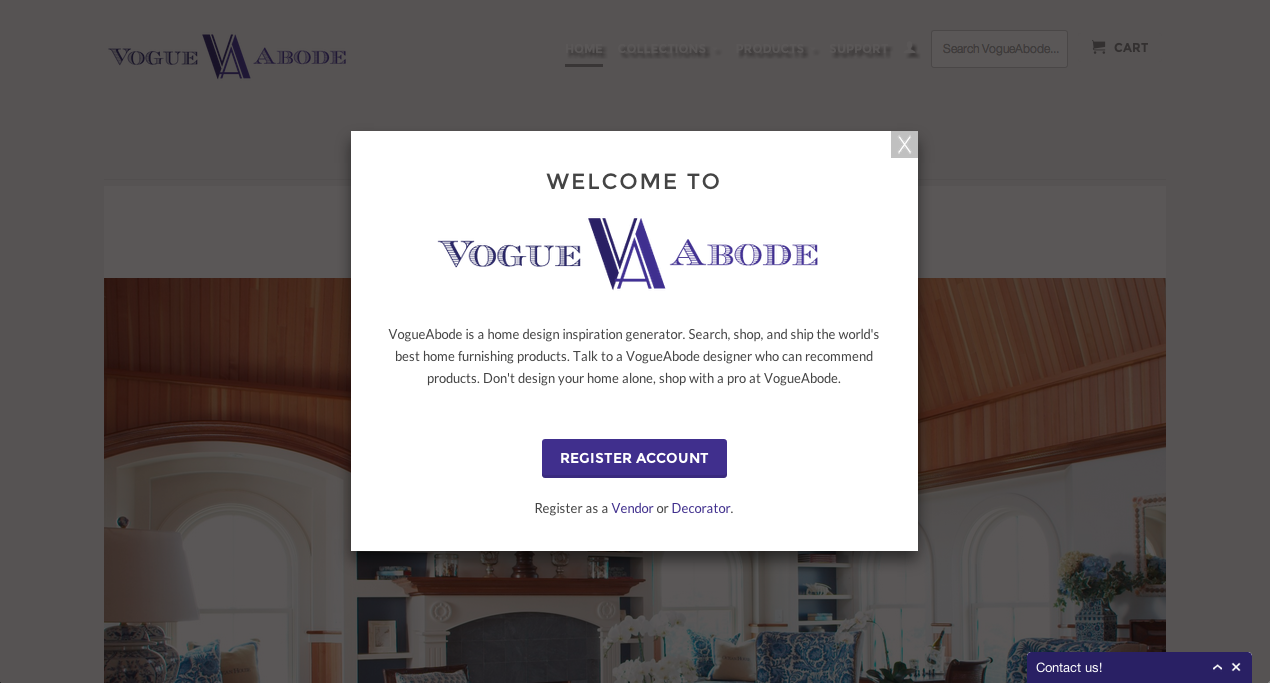 VOGUE VA ABODE
HOME COLLECTIONS PRODUCTS SUPPORT
Search VogueAbode...
CART
X
WELCOME TO
VOGUE VA ABODE
VogueAbode is a home design inspiration generator. Search, shop, and ship the world's
best home furnishing products. Talk to a VogueAbode designer who can recommend
products. Don't design your home alone, shop with a pro at VogueAbode.
REGISTER ACCOUNT
Register as a Vendor or Decorator.
Contact us!